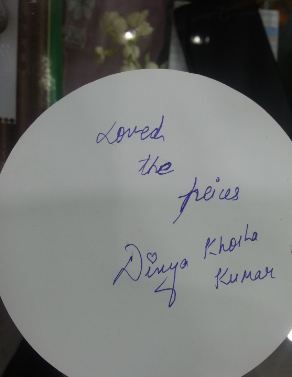 Loved
the
peices
Divya Khosla
Kumar